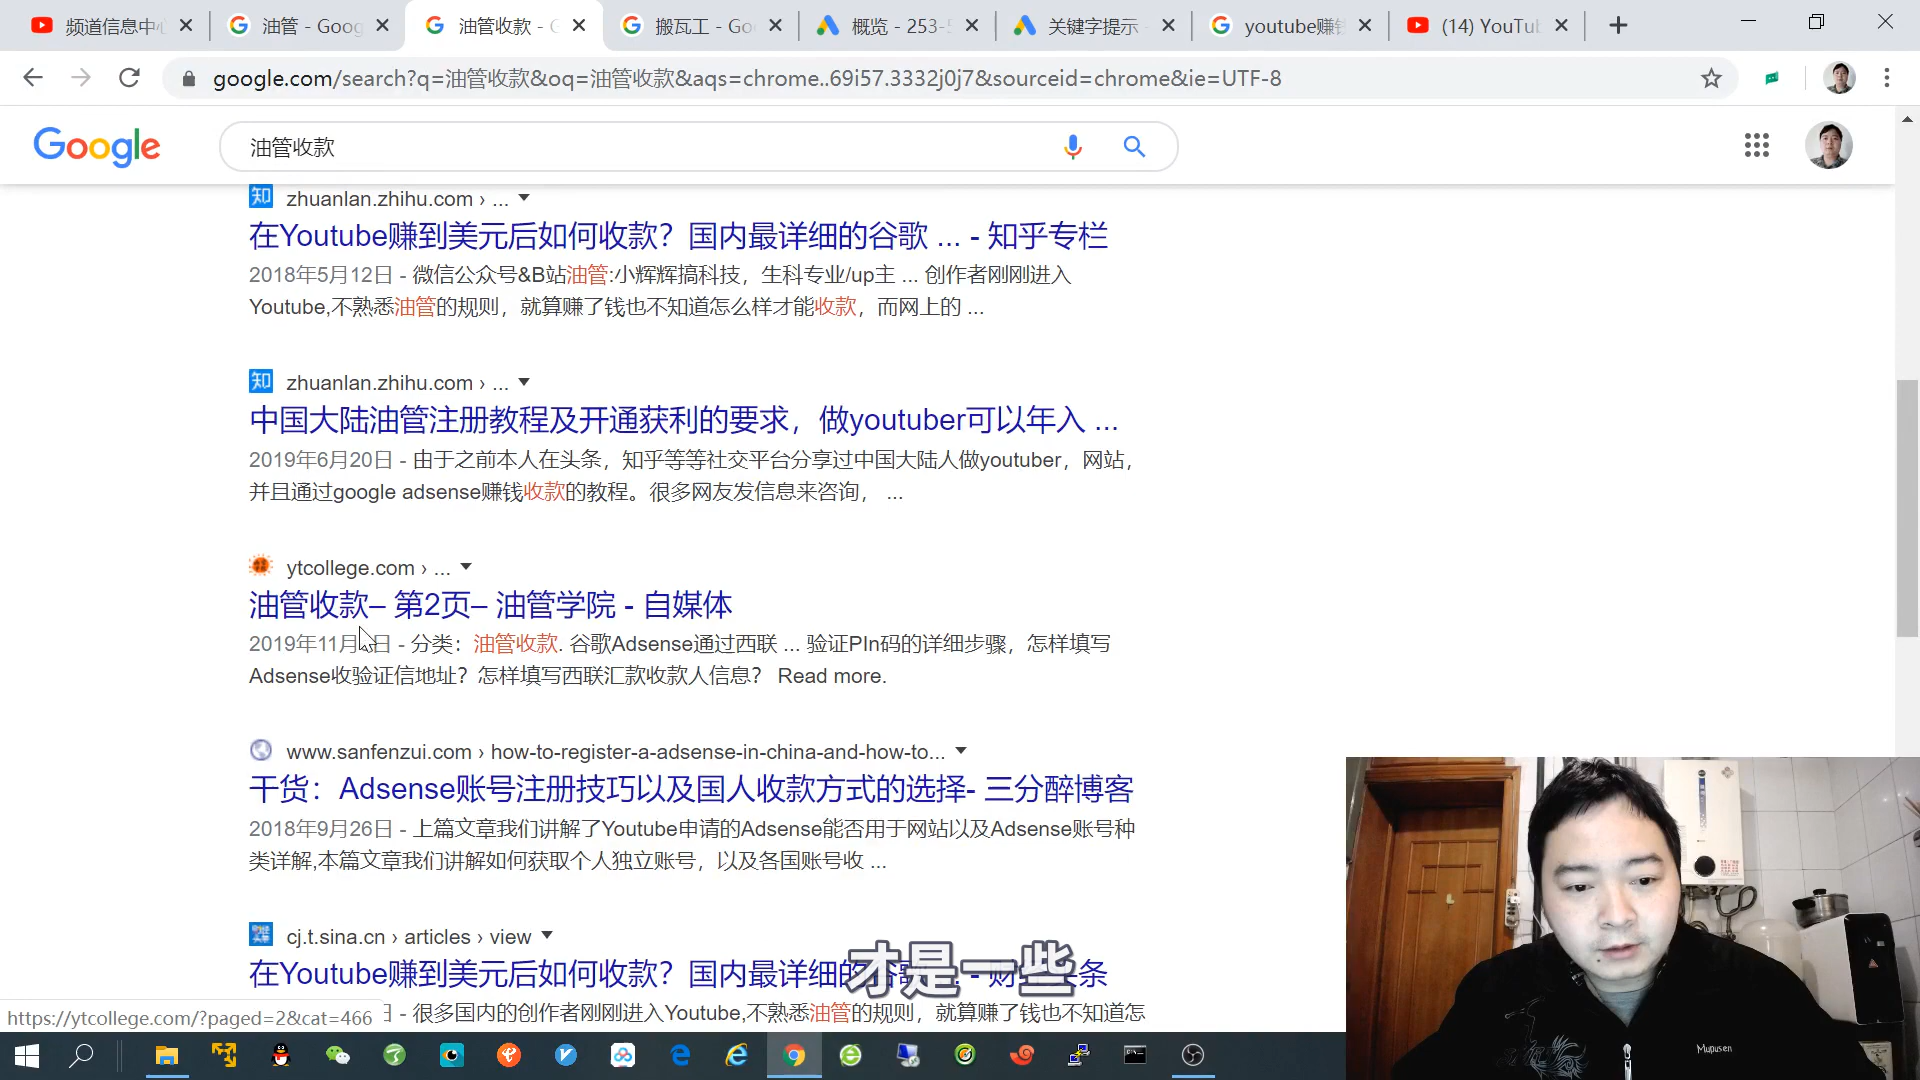 频道信息中心
油管 - Goog
油管收款 - G
搬瓦工 - Go
概览 - 253-
关键字提示 -
youtube赚
(14) YouTub
google.com/search?q=油管收款&oq=油管收款&aqs=chrome..69i57.3332j0j7&sourceid=chrome&ie=UTF-8
Google
油管收款
知 zhuanlan.zhihu.com › ...
在Youtube赚到美元后如何收款？国内最详细的谷歌 ... - 知乎专栏
2018年5月12日 - 微信公众号&B站油管:小辉辉搞科技，生科专业/up主 ... 创作者刚刚进入
Youtube,不熟悉油管的规则，就算赚了钱也不知道怎么样才能收款，而网上的 ...
知 zhuanlan.zhihu.com › ...
中国大陆油管注册教程及开通获利的要求，做youtuber可以年入 ...
2019年6月20日 - 由于之前本人在头条，知乎等等社交平台分享过中国大陆人做youtuber，网站，
并且通过google adsense赚钱收款的教程。很多网友发信息来咨询， ...
ytcollege.com › ...
油管收款– 第2页– 油管学院 - 自媒体
2019年11月 日 - 分类：油管收款. 谷歌Adsense通过西联 ... 验证PIn码的详细步骤，怎样填写
Adsense收验证信地址？怎样填写西联汇款收款人信息？ Read more.
www.sanfenzui.com › how-to-register-a-adsense-in-china-and-how-to...
干货：Adsense账号注册技巧以及国人收款方式的选择- 三分醉博客
2018年9月26日 - 上篇文章我们讲解了Youtube申请的Adsense能否用于网站以及Adsense账号种
类详解,本篇文章我们讲解如何获取个人独立账号，以及各国账号收 ...
cj.t.sina.cn › articles › view
在Youtube赚到美元后如何收款？国内最详细的谷歌 - 财 头条
才是一些
日 - 很多国内的创作者刚刚进入Youtube,不熟悉油管的规则，就算赚了钱也不知道怎
https://ytcollege.com/?paged=2&cat=466
Mupusen